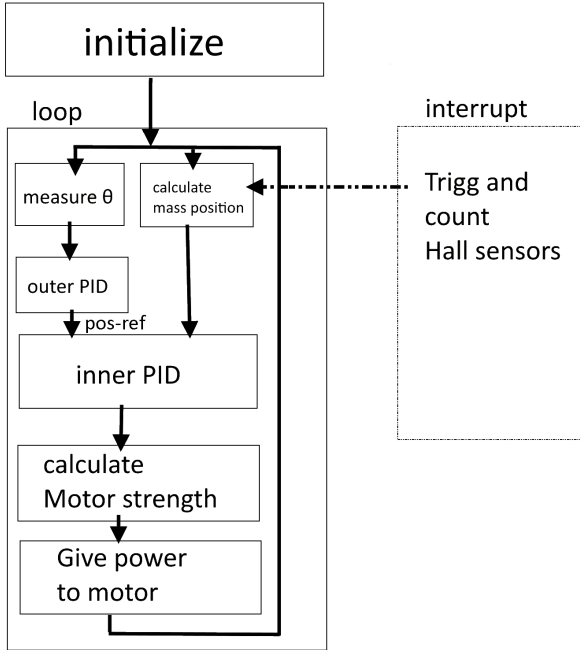 initialize
loop
interrupt
measure θ
calculate
mass position
Trigg and
count
Hall sensors
outer PID
pos-ref
inner PID
calculate
Motor strength
Give power
to motor